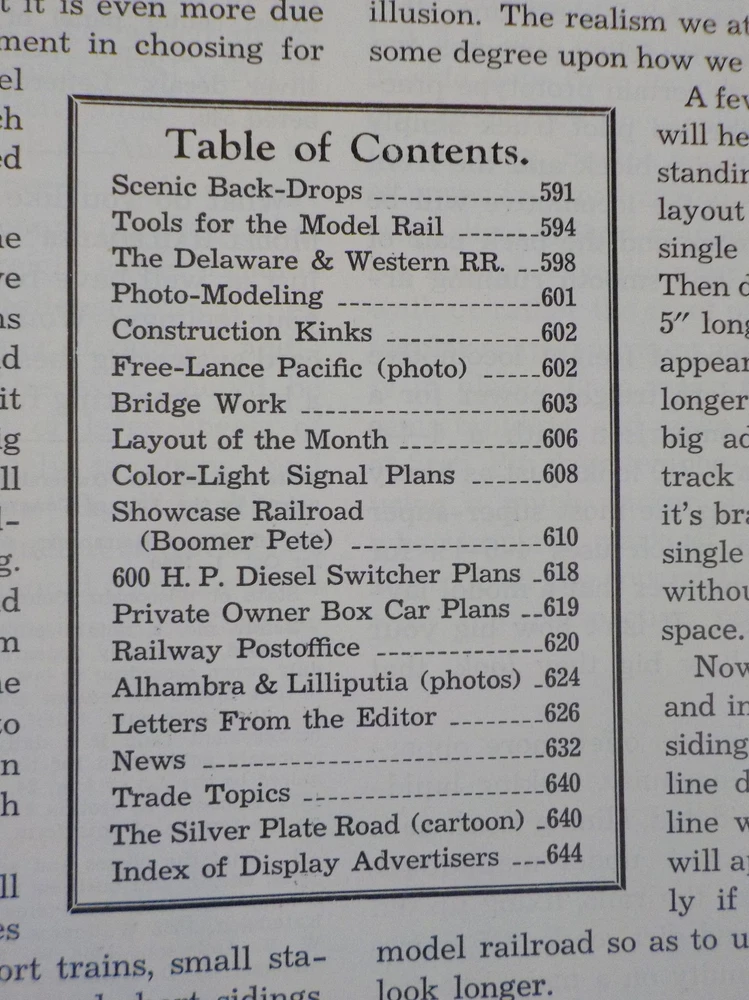 t it is even more due
ment in choosing for
illusion. The realism we at
some degree upon how we
Table of Contents.
Scenic Back-Drops 591
Tools for the Model Rail 594
The Delaware & Western RR. 598
Photo-Modeling 601
Construction Kinks 602
Free-Lance Pacific (photo) 602
Bridge Work 603
Layout of the Month 606
Color-Light Signal Plans 608
Showcase Railroad
(Boomer Pete) 610
600 H. P. Diesel Switcher Plans 618
Private Owner Box Car Plans 619
Railway Postoffice 620
Alhambra & Lilliputia (photos) 624
Letters From the Editor 626
News 632
Trade Topics 640
The Silver Plate Road (cartoon) 640
Index of Display Advertisers 644
A few
will he
standin
layout
single
Then d
5″ long
appear
longer
big ad
track
it's bra
single
withou
space.
Now
and in
siding
line d
line w
will ap
ly if
model railroad so as to u
look longer.
ort trains, small sta-
sidings